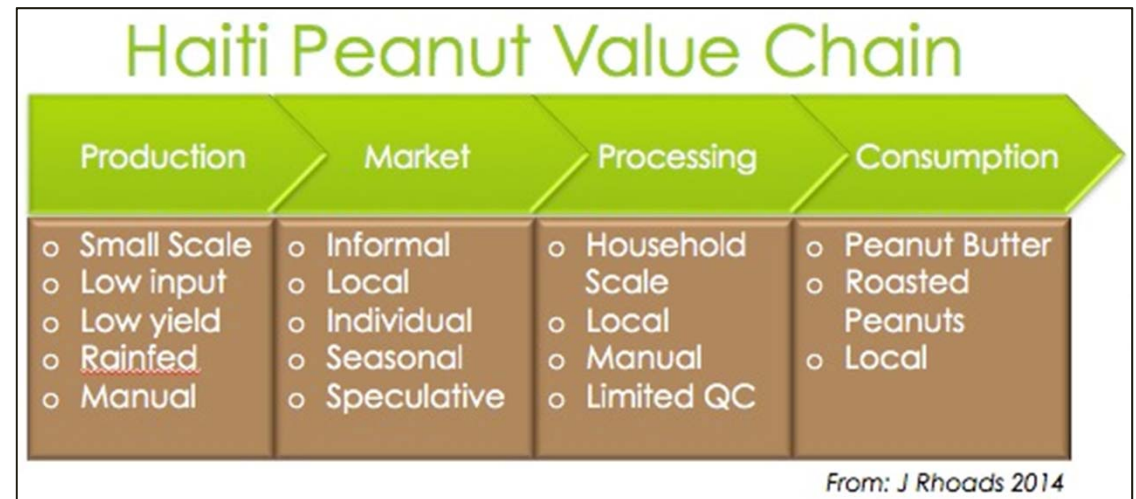 Haiti Peanut Value Chain
Production
Market
Processing
Consumption
o Small Scale
o Low input
o Low yield
o Rainfed
o Manual
o Informal
o Local
o Individual
o Seasonal
o Speculative
o Household
Scale
o Local
o Manual
o Limited QC
o Peanut Butter
o Roasted
Peanuts
o Local
From: J Rhoads 2014